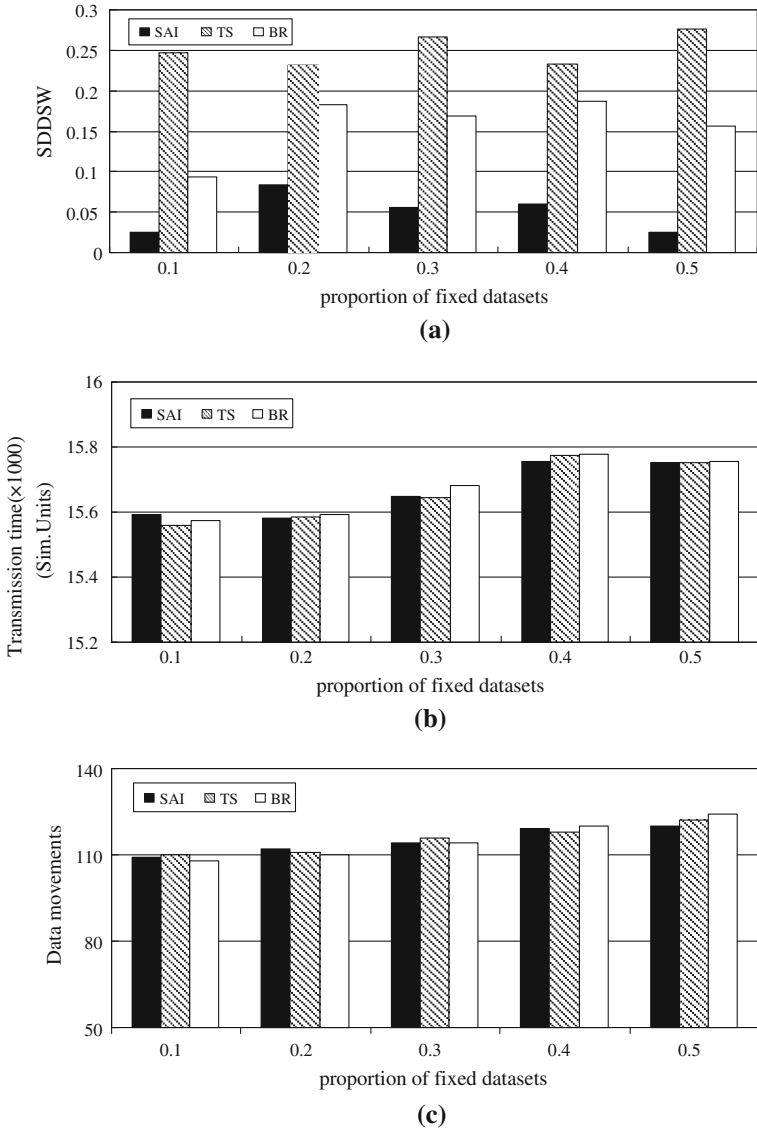 0.3
0.25
0.2
0.15
0.1
0.05
0
SDDSW
SAI TS BR
0.1 0.2 0.3 0.4 0.5
proportion of fixed datasets
(a)
16
15.8
15.6
15.4
15.2
Transmission time(×1000)
(Sim.Units)
SAI TS BR
0.1 0.2 0.3 0.4 0.5
proportion of fixed datasets
(b)
140
110
80
50
Data movements
SAI TS BR
0.1 0.2 0.3 0.4 0.5
proportion of fixed datasets
(c)